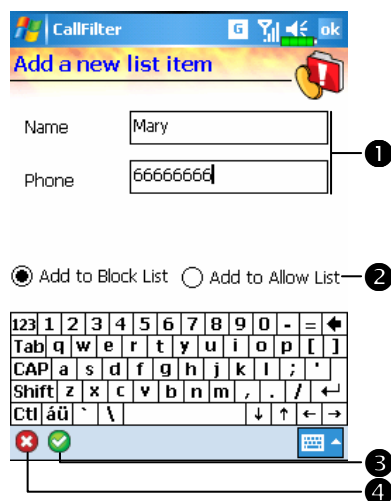 CallFilter G ok
Add a new list item
Name Mary
Phone 66666666
1
Add to Block List Add to Allow List 2
123 1 2 3 4 5 6 7 8 9 0 - =
Tab q w e r t y u i o p [ ]
CAP a s d f g h j k l ; '
Shift z x c v b n m , . /
Ctl áü ` \
3
4